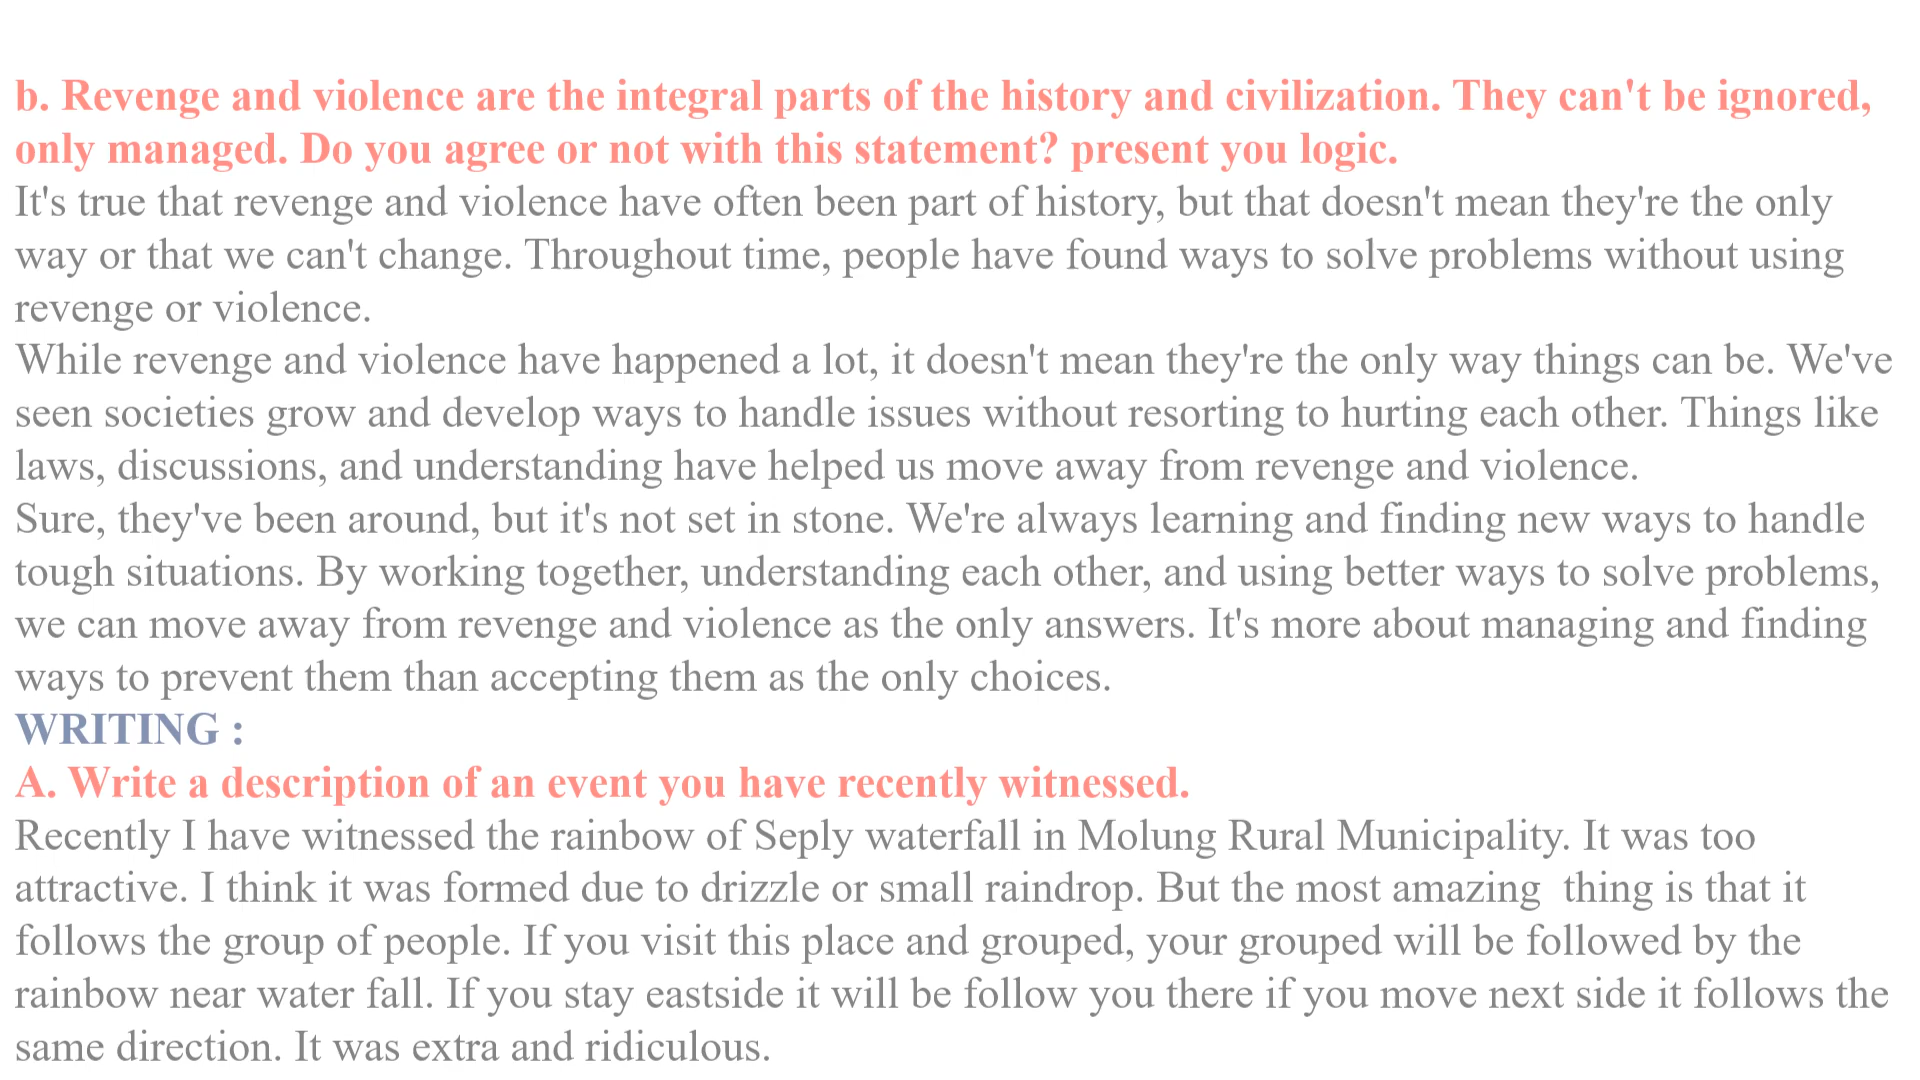 b. Revenge and violence are the integral parts of the history and civilization. They can't be ignored,
only managed. Do you agree or not with this statement? present you logic.
It's true that revenge and violence have often been part of history, but that doesn't mean they're the only
way or that we can't change. Throughout time, people have found ways to solve problems without using
revenge or violence.
While revenge and violence have happened a lot, it doesn't mean they're the only way things can be. We've
seen societies grow and develop ways to handle issues without resorting to hurting each other. Things like
laws, discussions, and understanding have helped us move away from revenge and violence.
Sure, they've been around, but it's not set in stone. We're always learning and finding new ways to handle
tough situations. By working together, understanding each other, and using better ways to solve problems,
we can move away from revenge and violence as the only answers. It's more about managing and finding
ways to prevent them than accepting them as the only choices.
WRITING :
A. Write a description of an event you have recently witnessed.
Recently I have witnessed the rainbow of Seply waterfall in Molung Rural Municipality. It was too
attractive. I think it was formed due to drizzle or small raindrop. But the most amazing  thing is that it
follows the group of people. If you visit this place and grouped, your grouped will be followed by the
rainbow near water fall. If you stay eastside it will be follow you there if you move next side it follows the
same direction. It was extra and ridiculous.